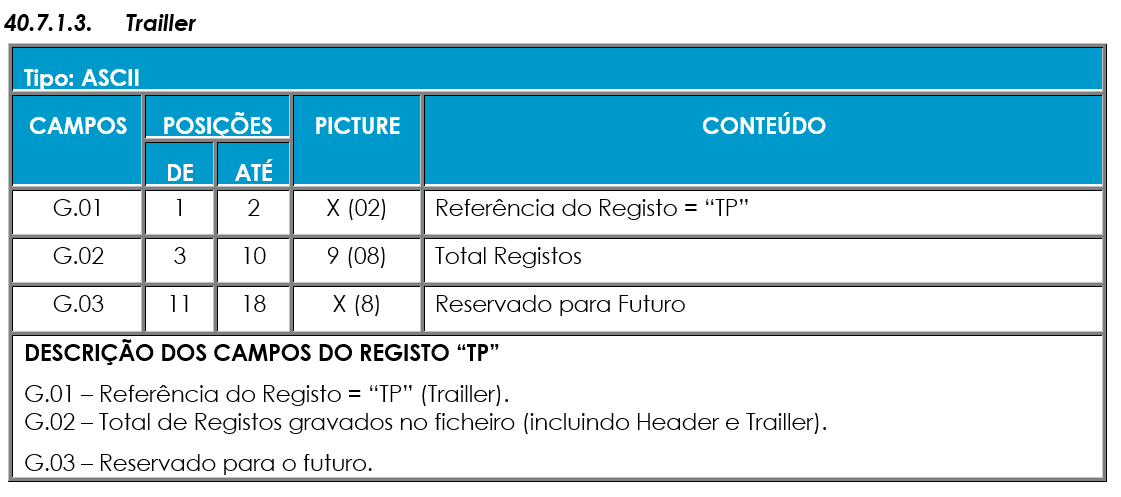 40.7.1.3. Trailler
Tipo: ASCII
CAMPOS POSIÇÕES PICTURE CONTEÚDO
DE ATÉ
G.01 1 2 X (02) Referência do Registo = “TP”
G.02 3 10 9 (08) Total Registos
G.03 11 18 X (8) Reservado para Futuro
DESCRIÇÃO DOS CAMPOS DO REGISTO “TP”
G.01 – Referência do Registo = “TP” (Trailler).
G.02 – Total de Registos gravados no ficheiro (incluindo Header e Trailler).
G.03 – Reservado para o futuro.